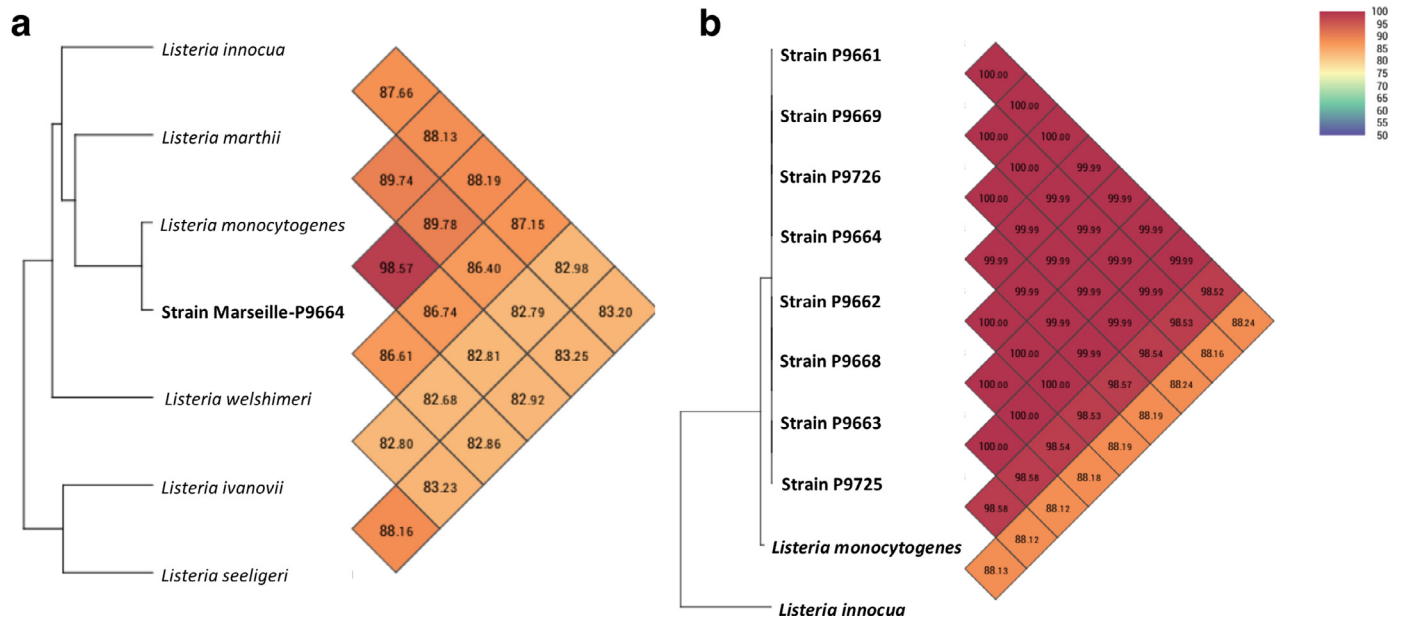 a
b
Listeria innocua
Listeria marthii
Listeria monocytogenes
Strain Marseille-P9664
Listeria welshimeri
Listeria ivanovii
Listeria seeligeri
87.66
88.13
89.74
88.19
89.78
87.15
98.57
86.40
82.98
86.74
82.79
83.20
86.61
82.81
83.25
82.68
82.92
82.80
82.86
83.23
88.16
Strain P9661
Strain P9669
Strain P9726
Strain P9664
Strain P9662
Strain P9668
Strain P9663
Strain P9725
Listeria monocytogenes
Listeria innocua
100.00
100.00
100.00 100.00
100.00 99.99
100.00 99.99 99.99
99.99 99.99
99.99 99.99 99.99
99.99 99.99 98.52
100.00 99.99 98.53 88.24
100.00 99.99 98.54 88.16
100.00 100.00 98.57 88.24
100.00 98.53 88.19
100.00 98.54 88.19
98.58 88.18
98.58 88.12
88.12
88.13
100
95
90
85
80
75
70
65
60
55
50